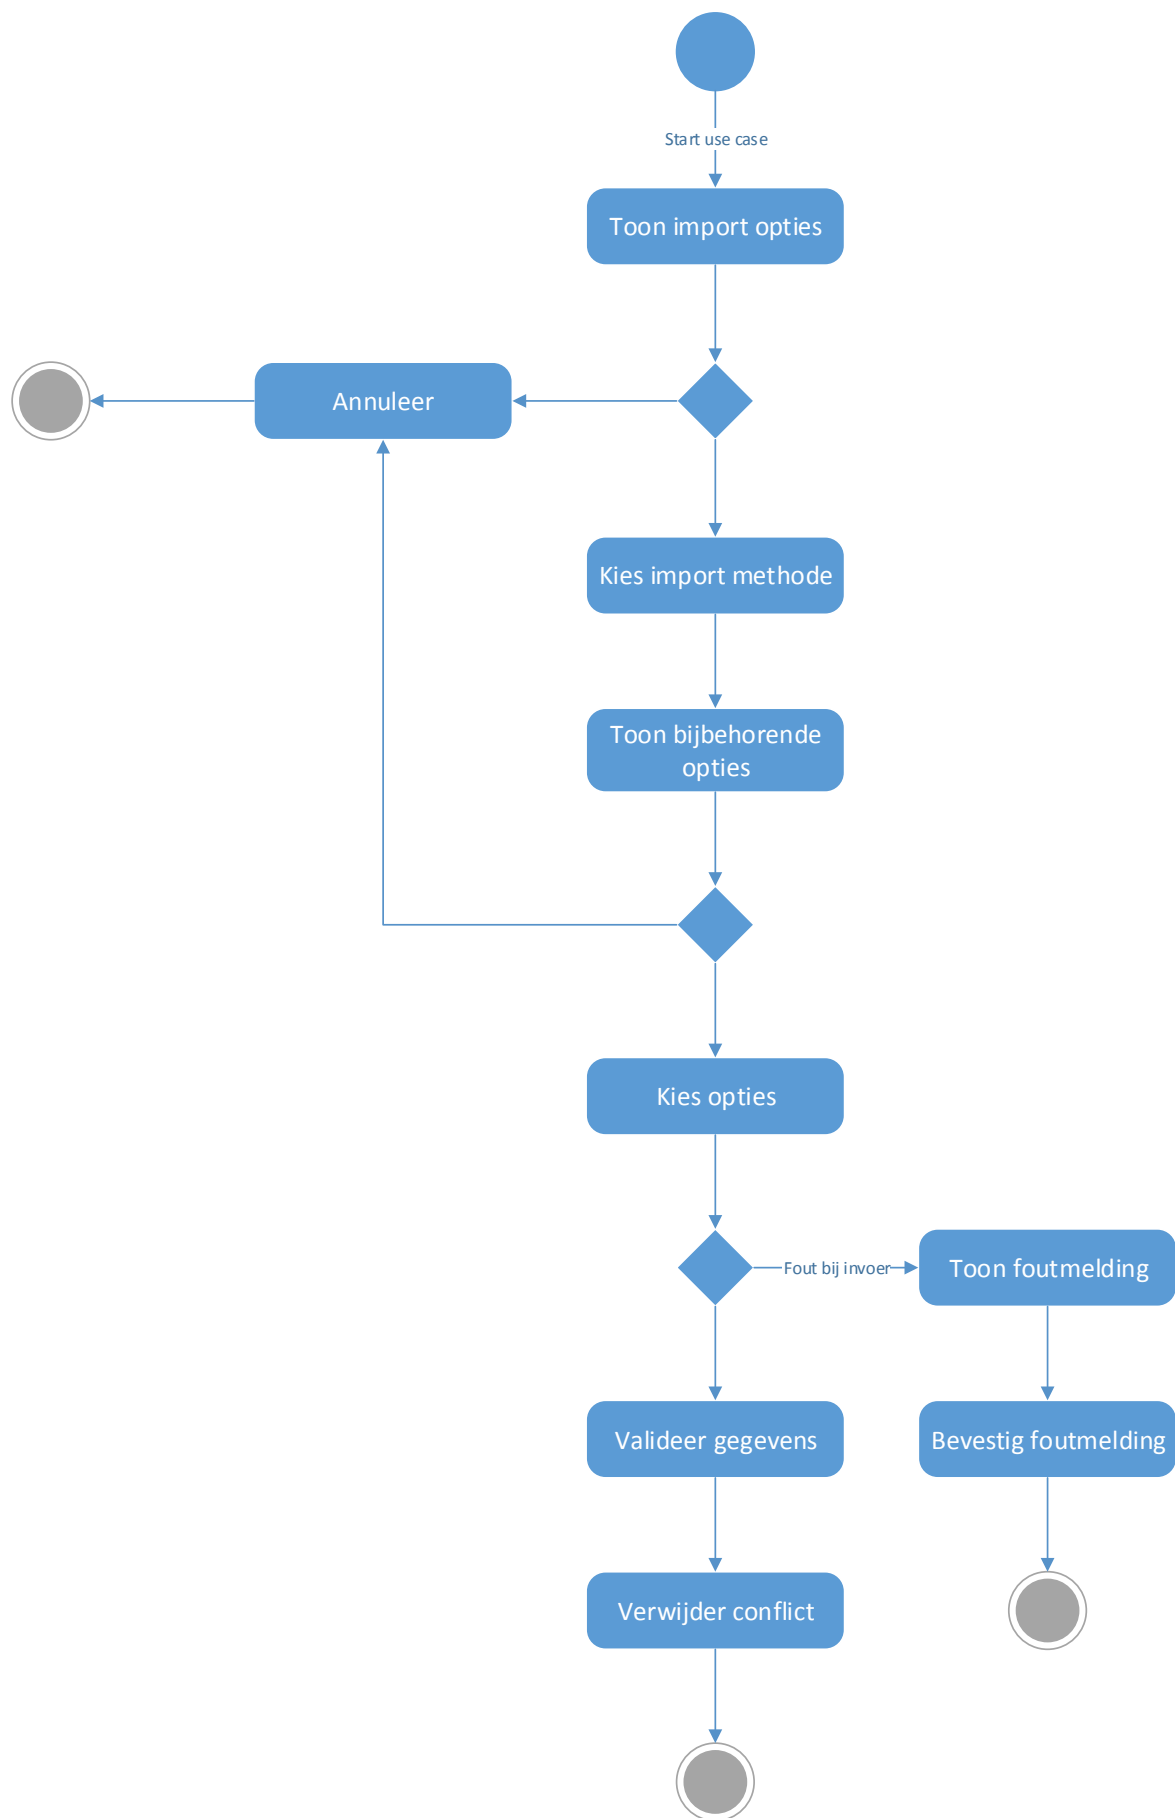 Start use case
Toon import opties
Annuleer
Kies import methode
Toon bijbehorende
opties
Kies opties
Fout bij invoer
Toon foutmelding
Valideer gegevens
Bevestig foutmelding
Verwijder conflict